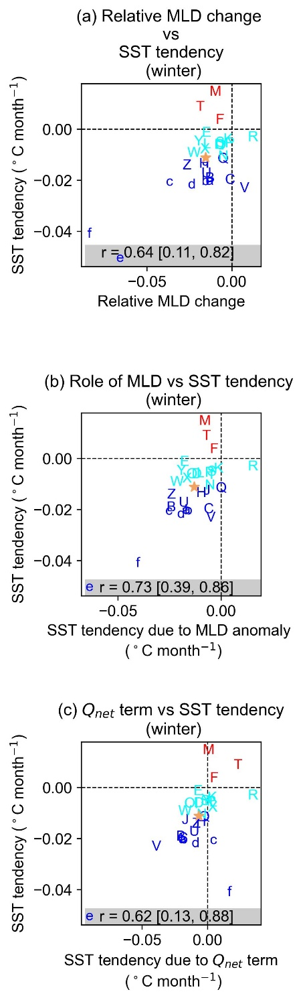 (a) Relative MLD change
vs
SST tendency
(winter)
SST tendency (°C month⁻¹)
M
T
F
0.00
E
R
Y
K
W
X
N
Q
Z
H
U
B
−0.02
c
d
C
V
−0.04
f
e
r = 0.64 [0.11, 0.82]
−0.05
0.00
Relative MLD change
(b) Role of MLD vs SST tendency
(winter)
SST tendency (°C month⁻¹)
M
T
F
0.00
E
R
Y
K
W
X
O
D
L
S
N
Q
Z
H
J
U
B
−0.02
c
d
b
C
V
−0.04
f
e
r = 0.73 [0.39, 0.86]
−0.05
0.00
SST tendency due to MLD anomaly
(°C month⁻¹)
(c) Qnet term vs SST tendency
(winter)
SST tendency (°C month⁻¹)
M
T
F
0.00
E
R
K
O
D
X
W
J
Q
Z
U
−0.02
d
c
V
−0.04
f
e
r = 0.62 [0.13, 0.88]
−0.05
0.00
SST tendency due to Qnet term
(°C month⁻¹)